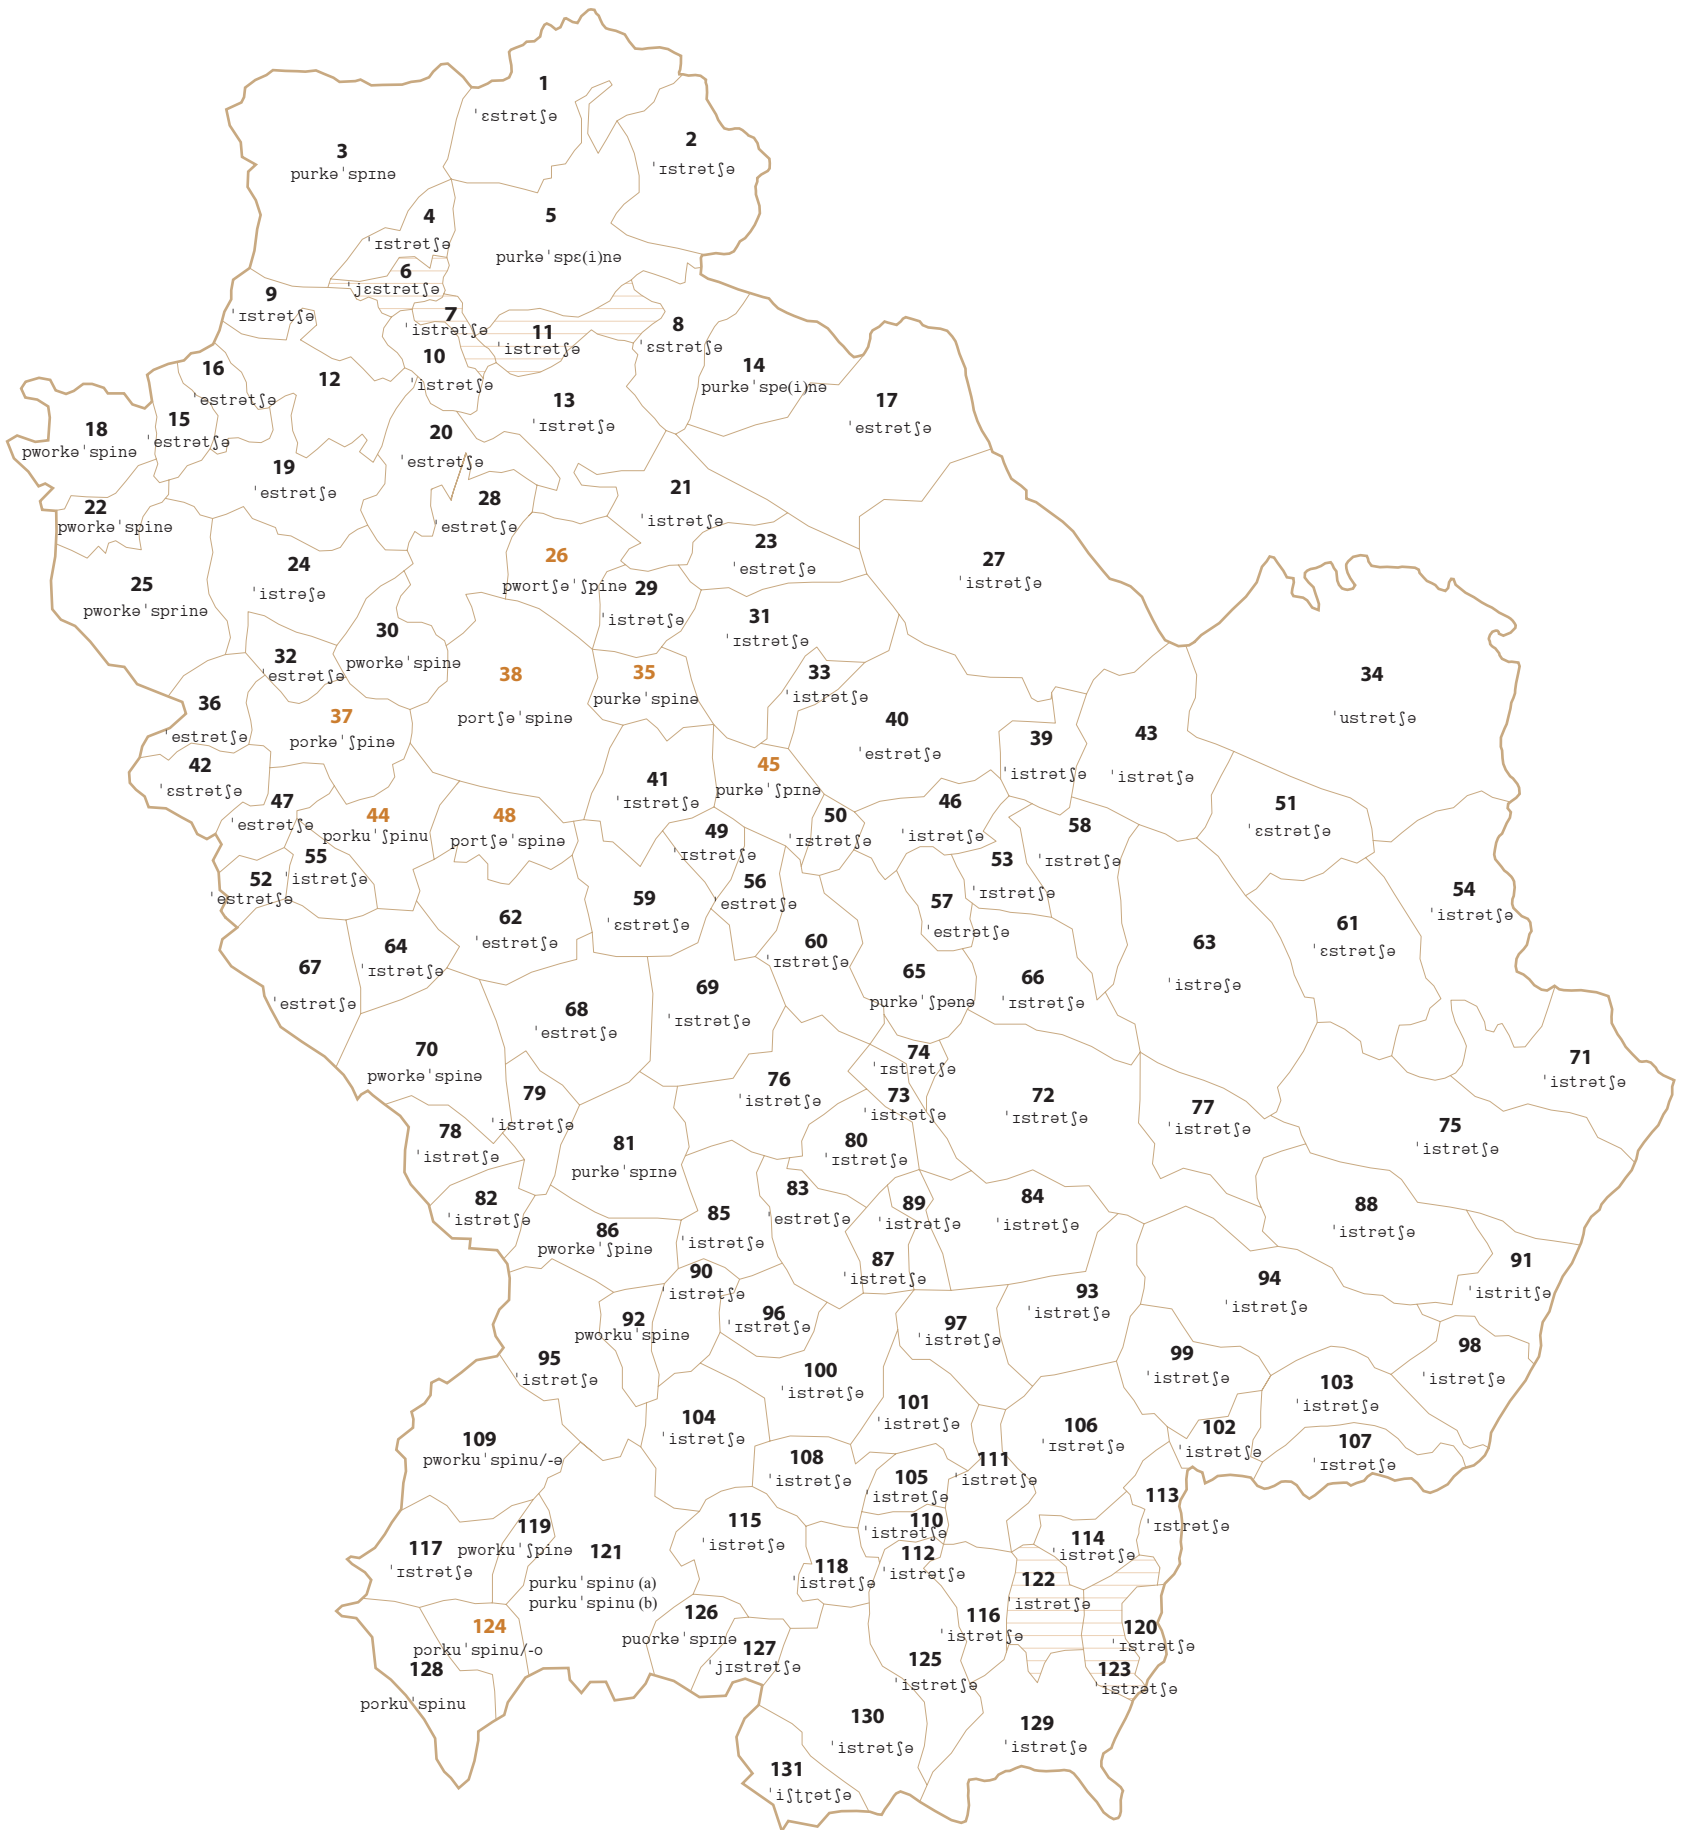 1
ˈɛstrətʃə
2
ˈɪstrətʃə
3
purkəˈspɪnə
4
ˈɪstrətʃə
5
purkəˈspɛ(i)nə
6
ˈjɛstrətʃə
7
ˈistrətʃə
8
ˈɛstrətʃə
9
ˈɪstrətʃə
10
ˈistrətʃə
11
ˈistrətʃə
12
13
ˈɪstrətʃə
14
purkəˈspe(i)nə
15
ˈestrətʃə
16
ˈestrətʃə
17
ˈestrətʃə
18
pworkəˈspinə
19
ˈestrətʃə
20
ˈestrətʃə
21
ˈistrətʃə
22
pworkəˈspinə
23
ˈestrətʃə
24
ˈistrəʃə
25
pworkəˈsprinə
26
pwortʃəˈʃpinə
27
ˈistrətʃə
28
ˈestrətʃə
29
ˈistrətʃə
30
pworkəˈspinə
31
ˈɪstrətʃə
32
ˈestrətʃə
33
ˈistrətʃə
34
ˈustrətʃə
35
purkəˈspinə
36
ˈestrətʃə
37
pɔrkəˈʃpinə
38
pɔrtʃəˈspinə
39
ˈistrətʃə
40
ˈestrətʃə
41
ˈɪstrətʃə
42
ˈɛstrətʃə
43
ˈistrətʃə
44
pɔrkuˈʃpinu
45
purkəˈʃpɪnə
46
ˈistrətʃə
47
ˈestrətʃə
48
pɔrtʃəˈspinə
49
ˈɪstrətʃə
50
ˈɪstrətʃə
51
ˈɛstrətʃə
52
ˈestrətʃə
53
ˈɪstrətʃə
54
ˈistrətʃə
55
ˈistrətʃə
56
ˈestrətʃə
57
ˈestrətʃə
58
ˈɪstrətʃə
59
ˈɛstrətʃə
60
ˈɪstrətʃə
61
ˈɛstrətʃə
62
ˈestrətʃə
63
ˈistrəʃə
64
ˈɪstrətʃə
65
purkəˈʃpənə
66
ˈɪstrətʃə
67
ˈestrətʃə
68
ˈestrətʃə
69
ˈɪstrətʃə
70
pworkəˈspinə
71
ˈistrətʃə
72
ˈɪstrətʃə
73
ˈistrətʃə
74
ˈɪstrətʃə
75
ˈistrətʃə
76
ˈistrətʃə
77
ˈistrətʃə
78
ˈistrətʃə
79
ˈistrətʃə
80
ˈɪstrətʃə
81
purkəˈspɪnə
82
ˈistrətʃə
83
ˈestrətʃə
84
ˈistrətʃə
85
ˈistrətʃə
86
pworkəˈʃpinə
87
ˈistrətʃə
88
ˈistrətʃə
89
ˈistrətʃə
90
ˈistrətʃə
91
ˈistritʃə
92
pworkuˈspinə
93
ˈistrətʃə
94
ˈistrətʃə
95
ˈistrətʃə
96
ˈɪstrətʃə
97
ˈistrətʃə
98
ˈistrətʃə
99
ˈistrətʃə
100
ˈistrətʃə
101
ˈistrətʃə
102
ˈistrətʃə
103
ˈistrətʃə
104
ˈistrətʃə
105
ˈistrətʃə
106
ˈɪstrətʃə
107
ˈɪstrətʃə
108
ˈistrətʃə
109
pworkuˈspinu/-ə
110
ˈistrətʃə
111
ˈistrətʃə
112
ˈistrətʃə
113
ˈɪstrətʃə
114
ˈistrətʃə
115
ˈistrətʃə
116
ˈistrətʃə
117
ˈɪstrətʃə
118
ˈistrətʃə
119
pworkuˈʃpinə
120
ˈɪstrətʃə
121
purkuˈspinʊ (a)
purkuˈspinu (b)
122
ˈistrətʃə
123
ˈistrətʃə
124
pɔrkuˈspinu/-o
125
ˈistrətʃə
126
puorkəˈspɪnə
127
ˈjɪstrətʃə
128
pɔrkuˈspinu
129
ˈistrətʃə
130
ˈistrətʃə
131
ˈiʃʈɽətʃə